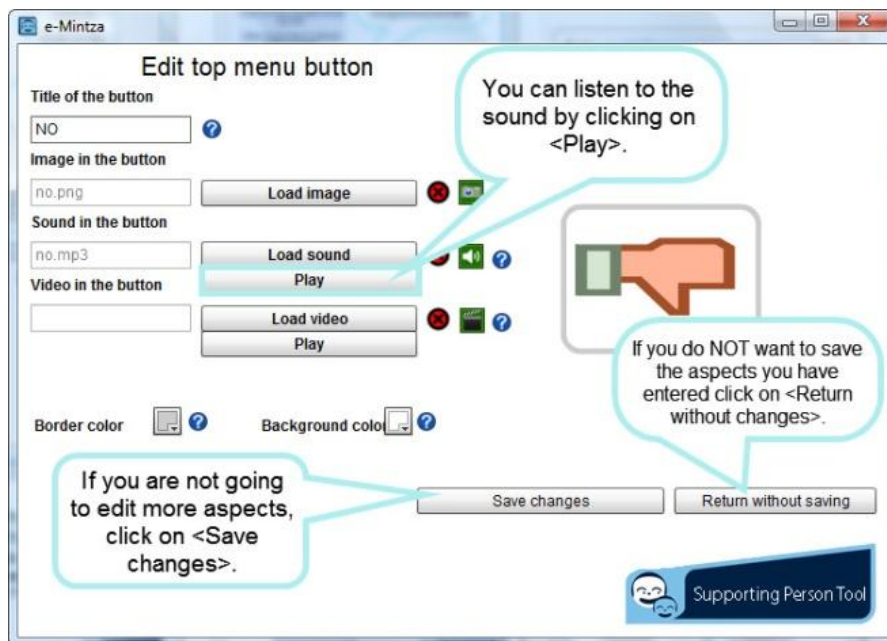 e-Mintza
Edit top menu button
Title of the button
NO
Image in the button
no.png
Load image
Sound in the button
no.mp3
Load sound
Play
Video in the button
Load video
Play
Border color
Background color
You can listen to the
sound by clicking on
<Play>.
If you do NOT want to save
the aspects you have
entered click on <Return
without changes>.
If you are not going
to edit more aspects,
click on <Save
changes>.
Save changes
Return without saving
Supporting Person Tool